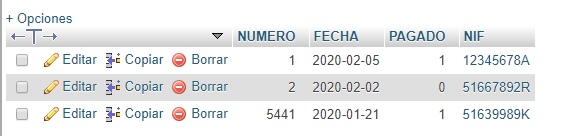 + Opciones
NUMERO FECHA PAGADO NIF
Editar Copiar Borrar 1 2020-02-05 1 12345678A
Editar Copiar Borrar 2 2020-02-02 0 51667892R
Editar Copiar Borrar 5441 2020-01-21 1 51639989K